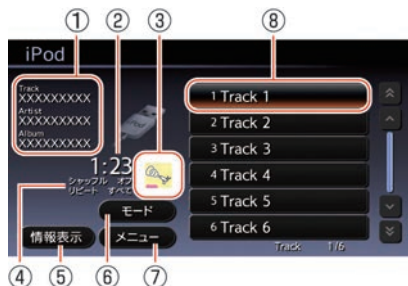 ① ② ③ ⑧
iPod
Track
XXXXXXXXX
Artist
XXXXXXXXX
Album
XXXXXXXXX
1:23
シャッフル オフ
リピート すべて
モード
情報表示
メニュー
1 Track 1
2 Track 2
3 Track 3
4 Track 4
5 Track 5
6 Track 6
Track 1/6
④ ⑤ ⑥ ⑦